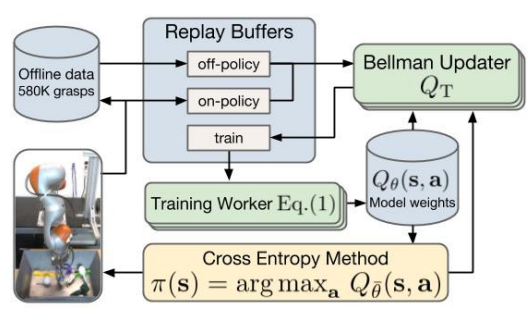 Replay Buffers
Offline data
580K grasps
off-policy
on-policy
train
Bellman Updater
Q_T
Training Worker Eq.(1)
Q_θ(s, a)
Model weights
Cross Entropy Method
π(s) = arg max_a Q_θ̄(s, a)